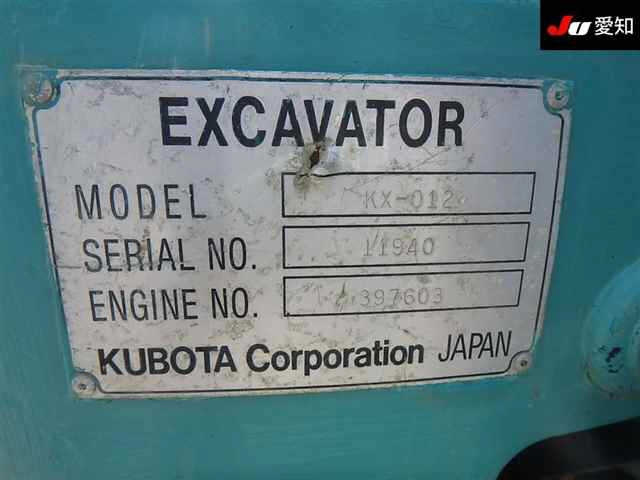 JU 愛知
EXCAVATOR
MODEL KX-012
SERIAL NO. 11940
ENGINE NO. 397603
KUBOTA Corporation JAPAN